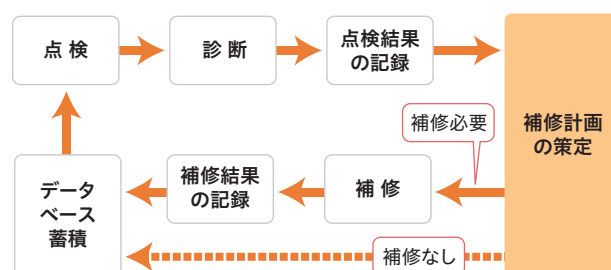 点検
診断
点検結果
の記録
補修計画
の策定
補修必要
補修
補修結果
の記録
データ
ベース
蓄積
補修なし